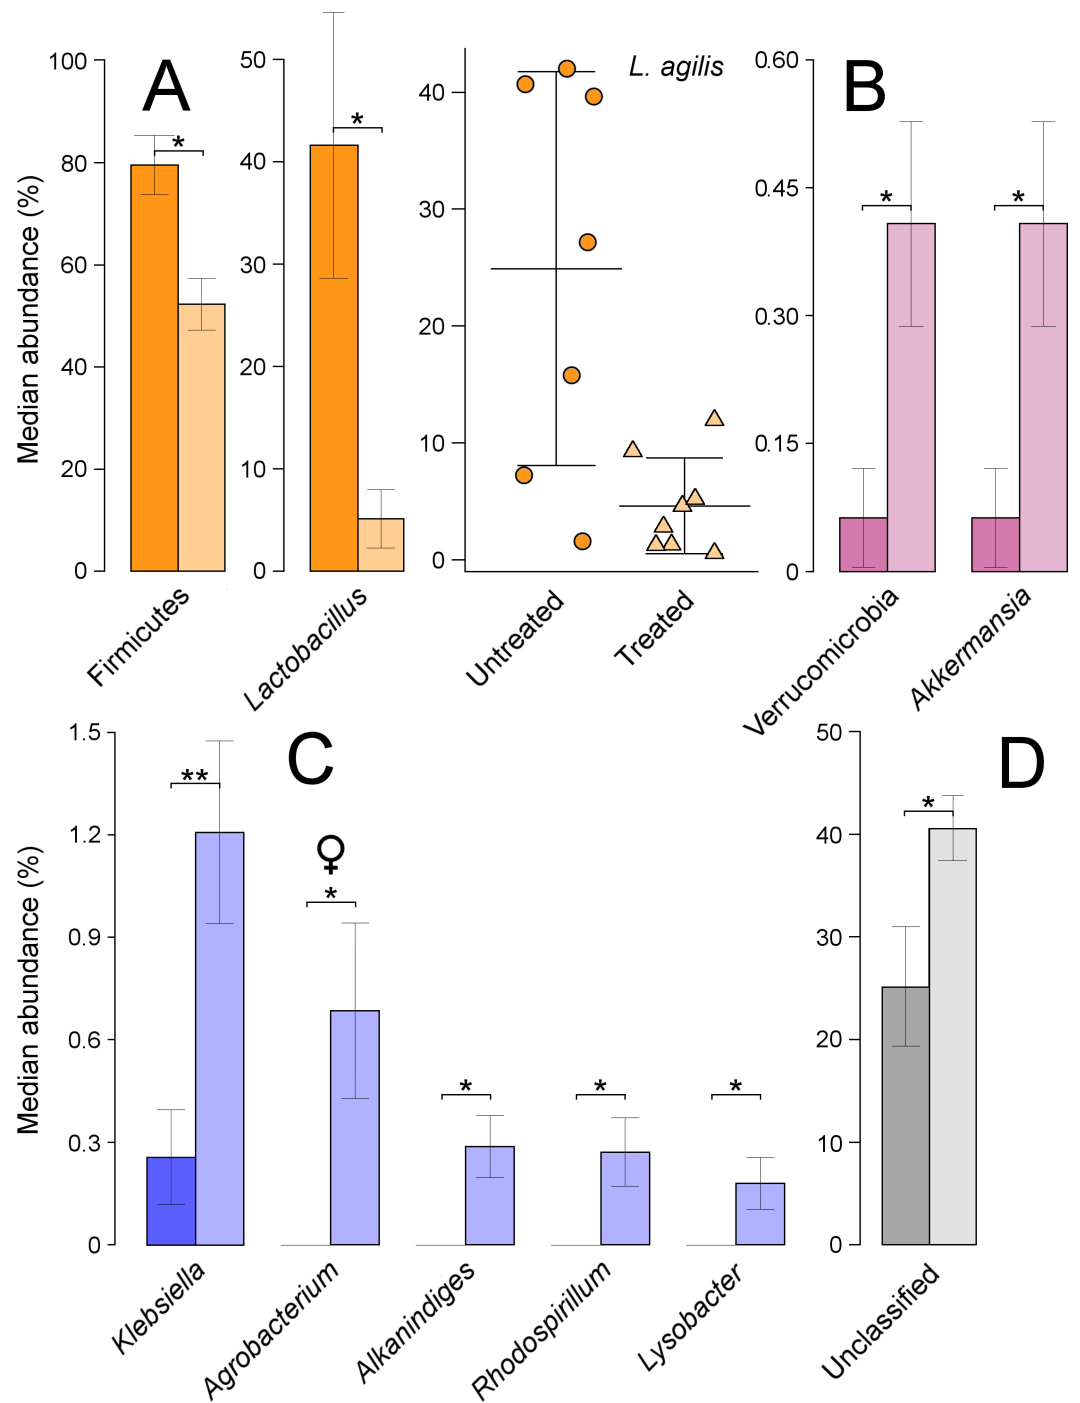 A
B
L. agilis
Median abundance (%)
100
80
60
40
20
0
*
50
40
30
20
10
0
*
40
30
20
10
0
0.60
0.45
0.30
0.15
0
*
*
Firmicutes
Lactobacillus
Untreated
Treated
Verrucomicrobia
Akkermansia
C
D
Median abundance (%)
1.5
1.2
0.9
0.6
0.3
0
**
♀
*
*
*
*
50
40
30
20
10
0
*
Klebsiella
Agrobacterium
Alkanindiges
Rhodospirillum
Lysobacter
Unclassified